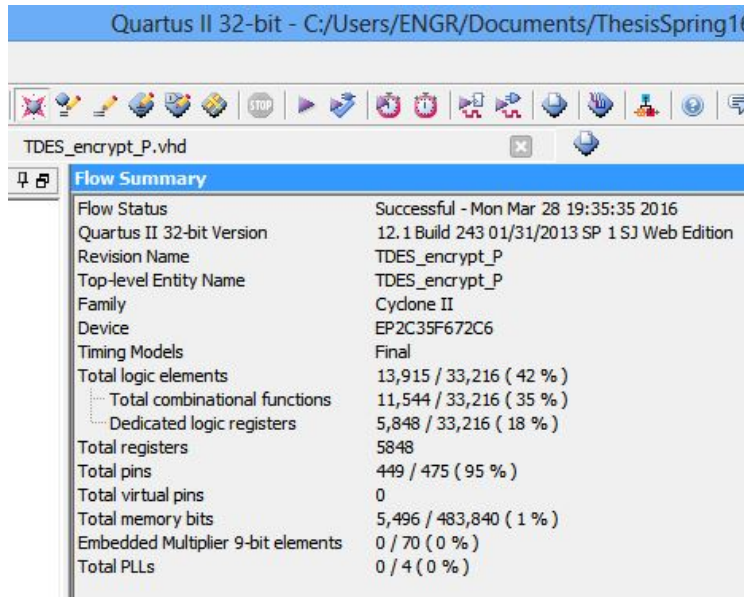 Quartus II 32-bit - C:/Users/ENGR/Documents/ThesisSpring16
STOP
TDES_encrypt_P.vhd
Flow Summary
Flow Status Successful - Mon Mar 28 19:35:35 2016
Quartus II 32-bit Version 12.1 Build 243 01/31/2013 SP 1 SJ Web Edition
Revision Name TDES_encrypt_P
Top-level Entity Name TDES_encrypt_P
Family Cyclone II
Device EP2C35F672C6
Timing Models Final
Total logic elements 13,915 / 33,216 ( 42 % )
Total combinational functions 11,544 / 33,216 ( 35 % )
Dedicated logic registers 5,848 / 33,216 ( 18 % )
Total registers 5848
Total pins 449 / 475 ( 95 % )
Total virtual pins 0
Total memory bits 5,496 / 483,840 ( 1 % )
Embedded Multiplier 9-bit elements 0 / 70 ( 0 % )
Total PLLs 0 / 4 ( 0 % )